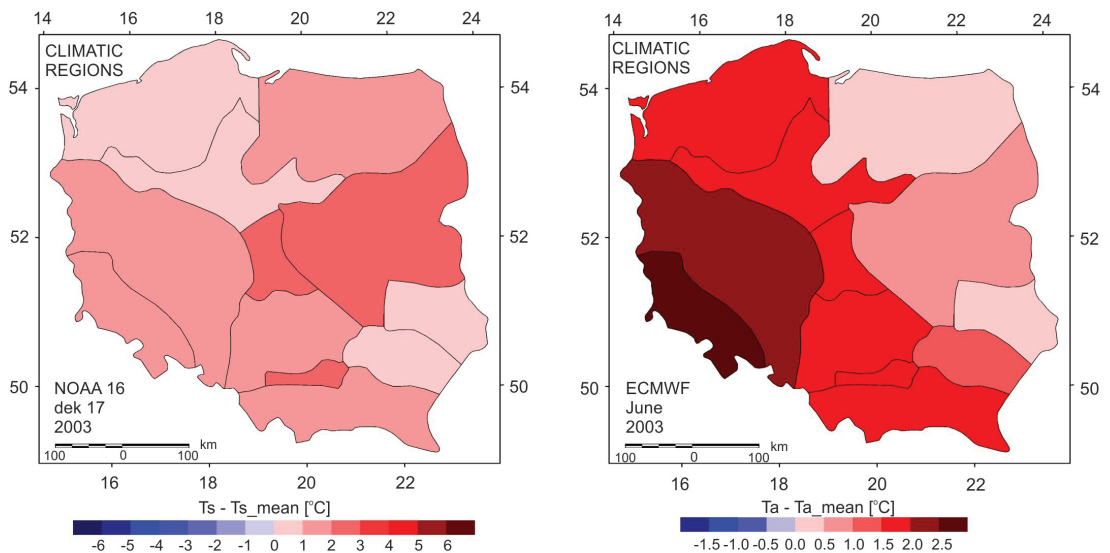 14 16 18 20 22 24
CLIMATIC
REGIONS
54
54
52
52
50
50
NOAA 16
dek 17
2003
km
100 0 100
16 18 20 22
Ts - Ts_mean [°C]
-6 -5 -4 -3 -2 -1 0 1 2 3 4 5 6
14 16 18 20 22 24
CLIMATIC
REGIONS
54
54
52
52
50
50
ECMWF
June
2003
km
100 0 100
16 18 20 22
Ta - Ta_mean [°C]
-1.5 -1.0 -0.5 0.0 0.5 1.0 1.5 2.0 2.5